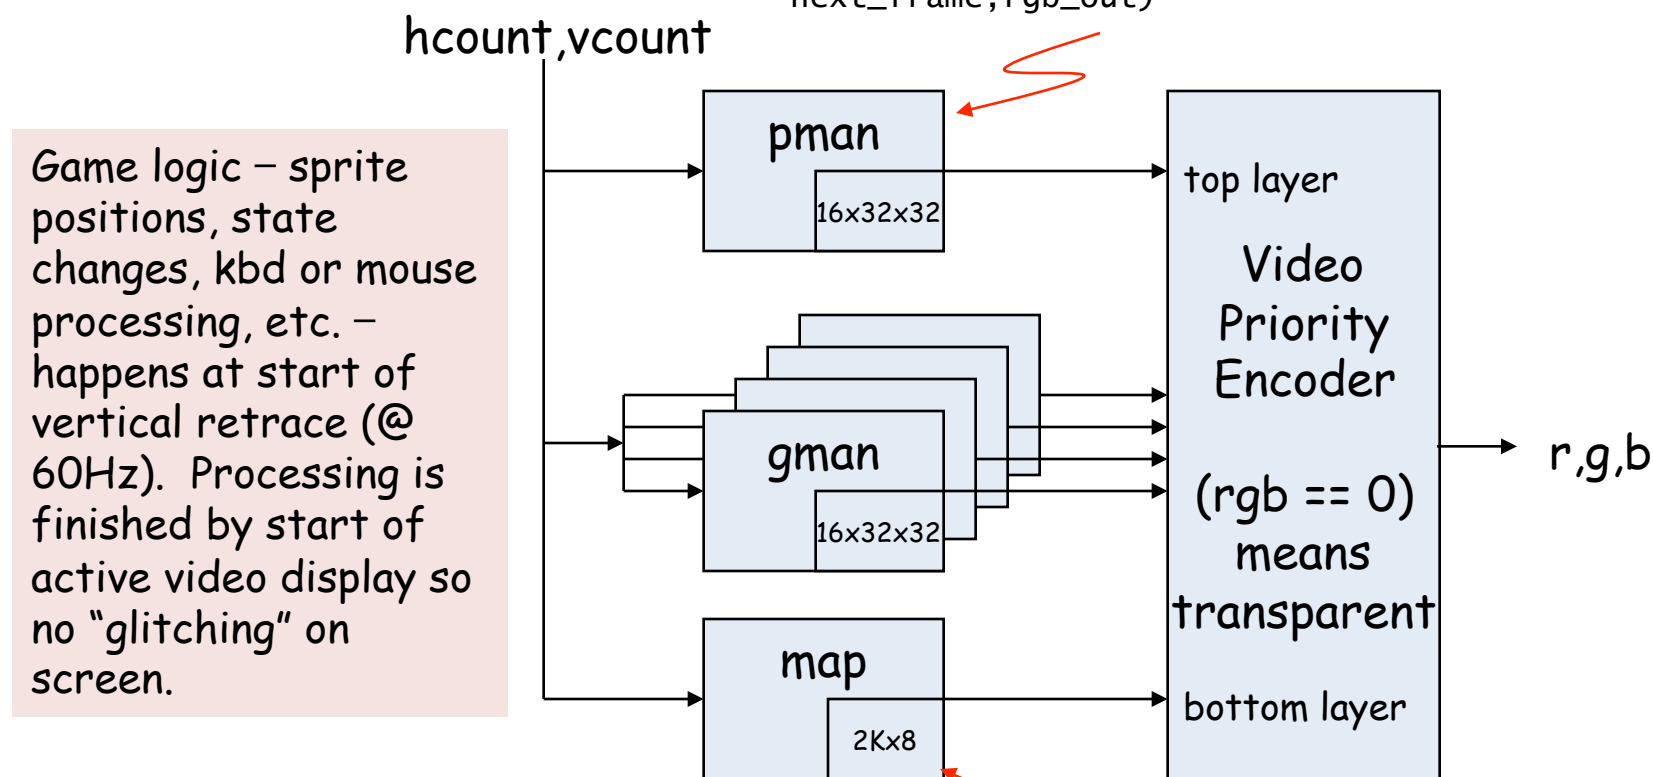 next_frame,rgb_out)
hcount,vcount
Game logic – sprite
positions, state
changes, kbd or mouse
processing, etc. –
happens at start of
vertical retrace (@
60Hz). Processing is
finished by start of
active video display so
no “glitching” on
screen.
pman
16x32x32
gman
16x32x32
map
2Kx8
top layer
Video
Priority
Encoder
(rgb == 0)
means
transparent
bottom layer
r,g,b